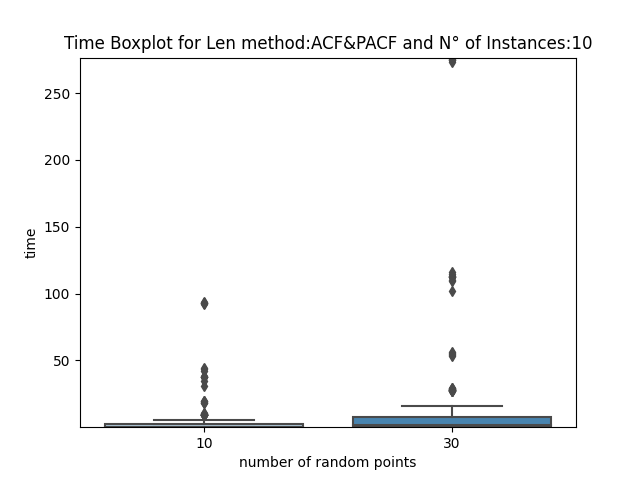 Time Boxplot for Len method:ACF&PACF and N° of Instances:10
250
200
150
100
50
time
10
30
number of random points